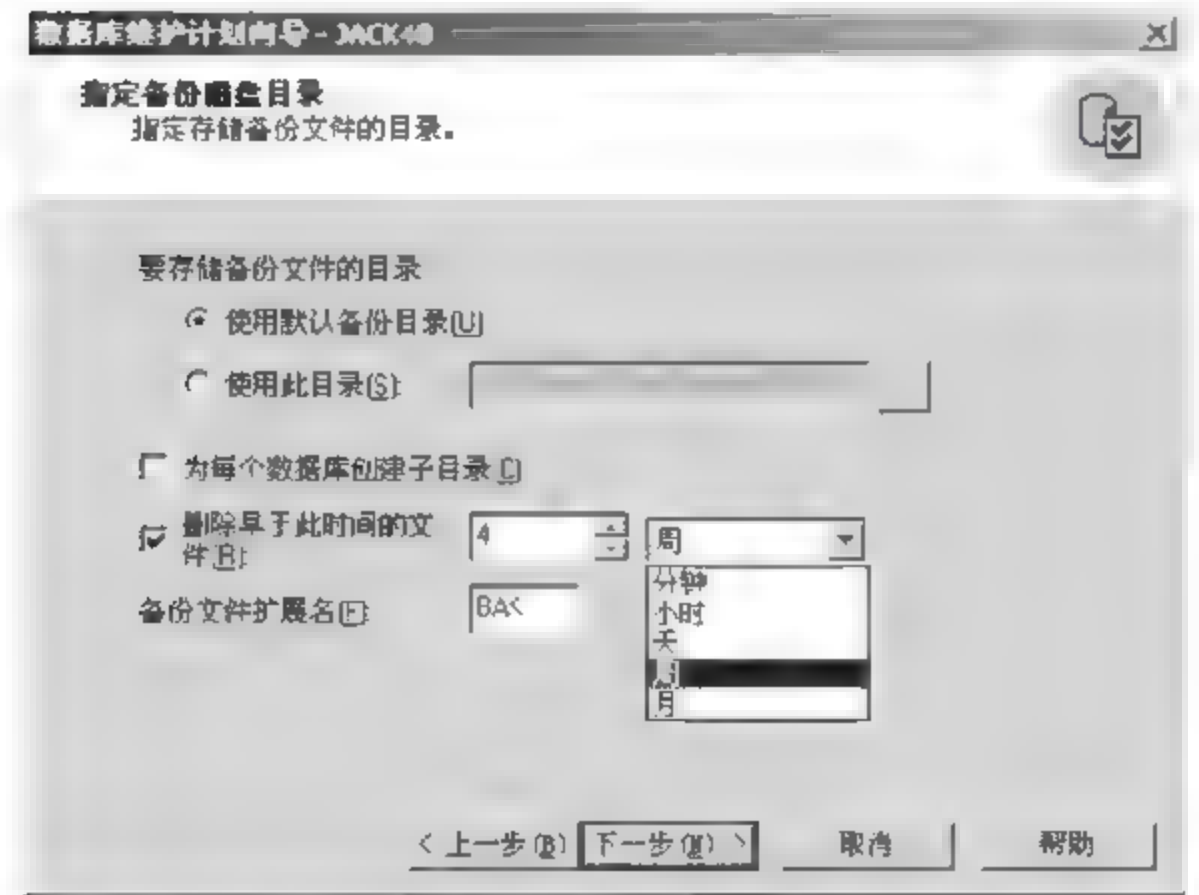 数据库维护计划向导 - JACK40
指定备份磁盘目录
指定存储备份文件的目录。
要存储备份文件的目录
使用默认备份目录(U)
使用此目录(S):
为每个数据库创建子目录(C)
删除早于此时间的文
件(R):
4
周
分钟
小时
天
周
月
备份文件扩展名(F):
BAK
< 上一步(B)
下一步(N) >
取消
帮助